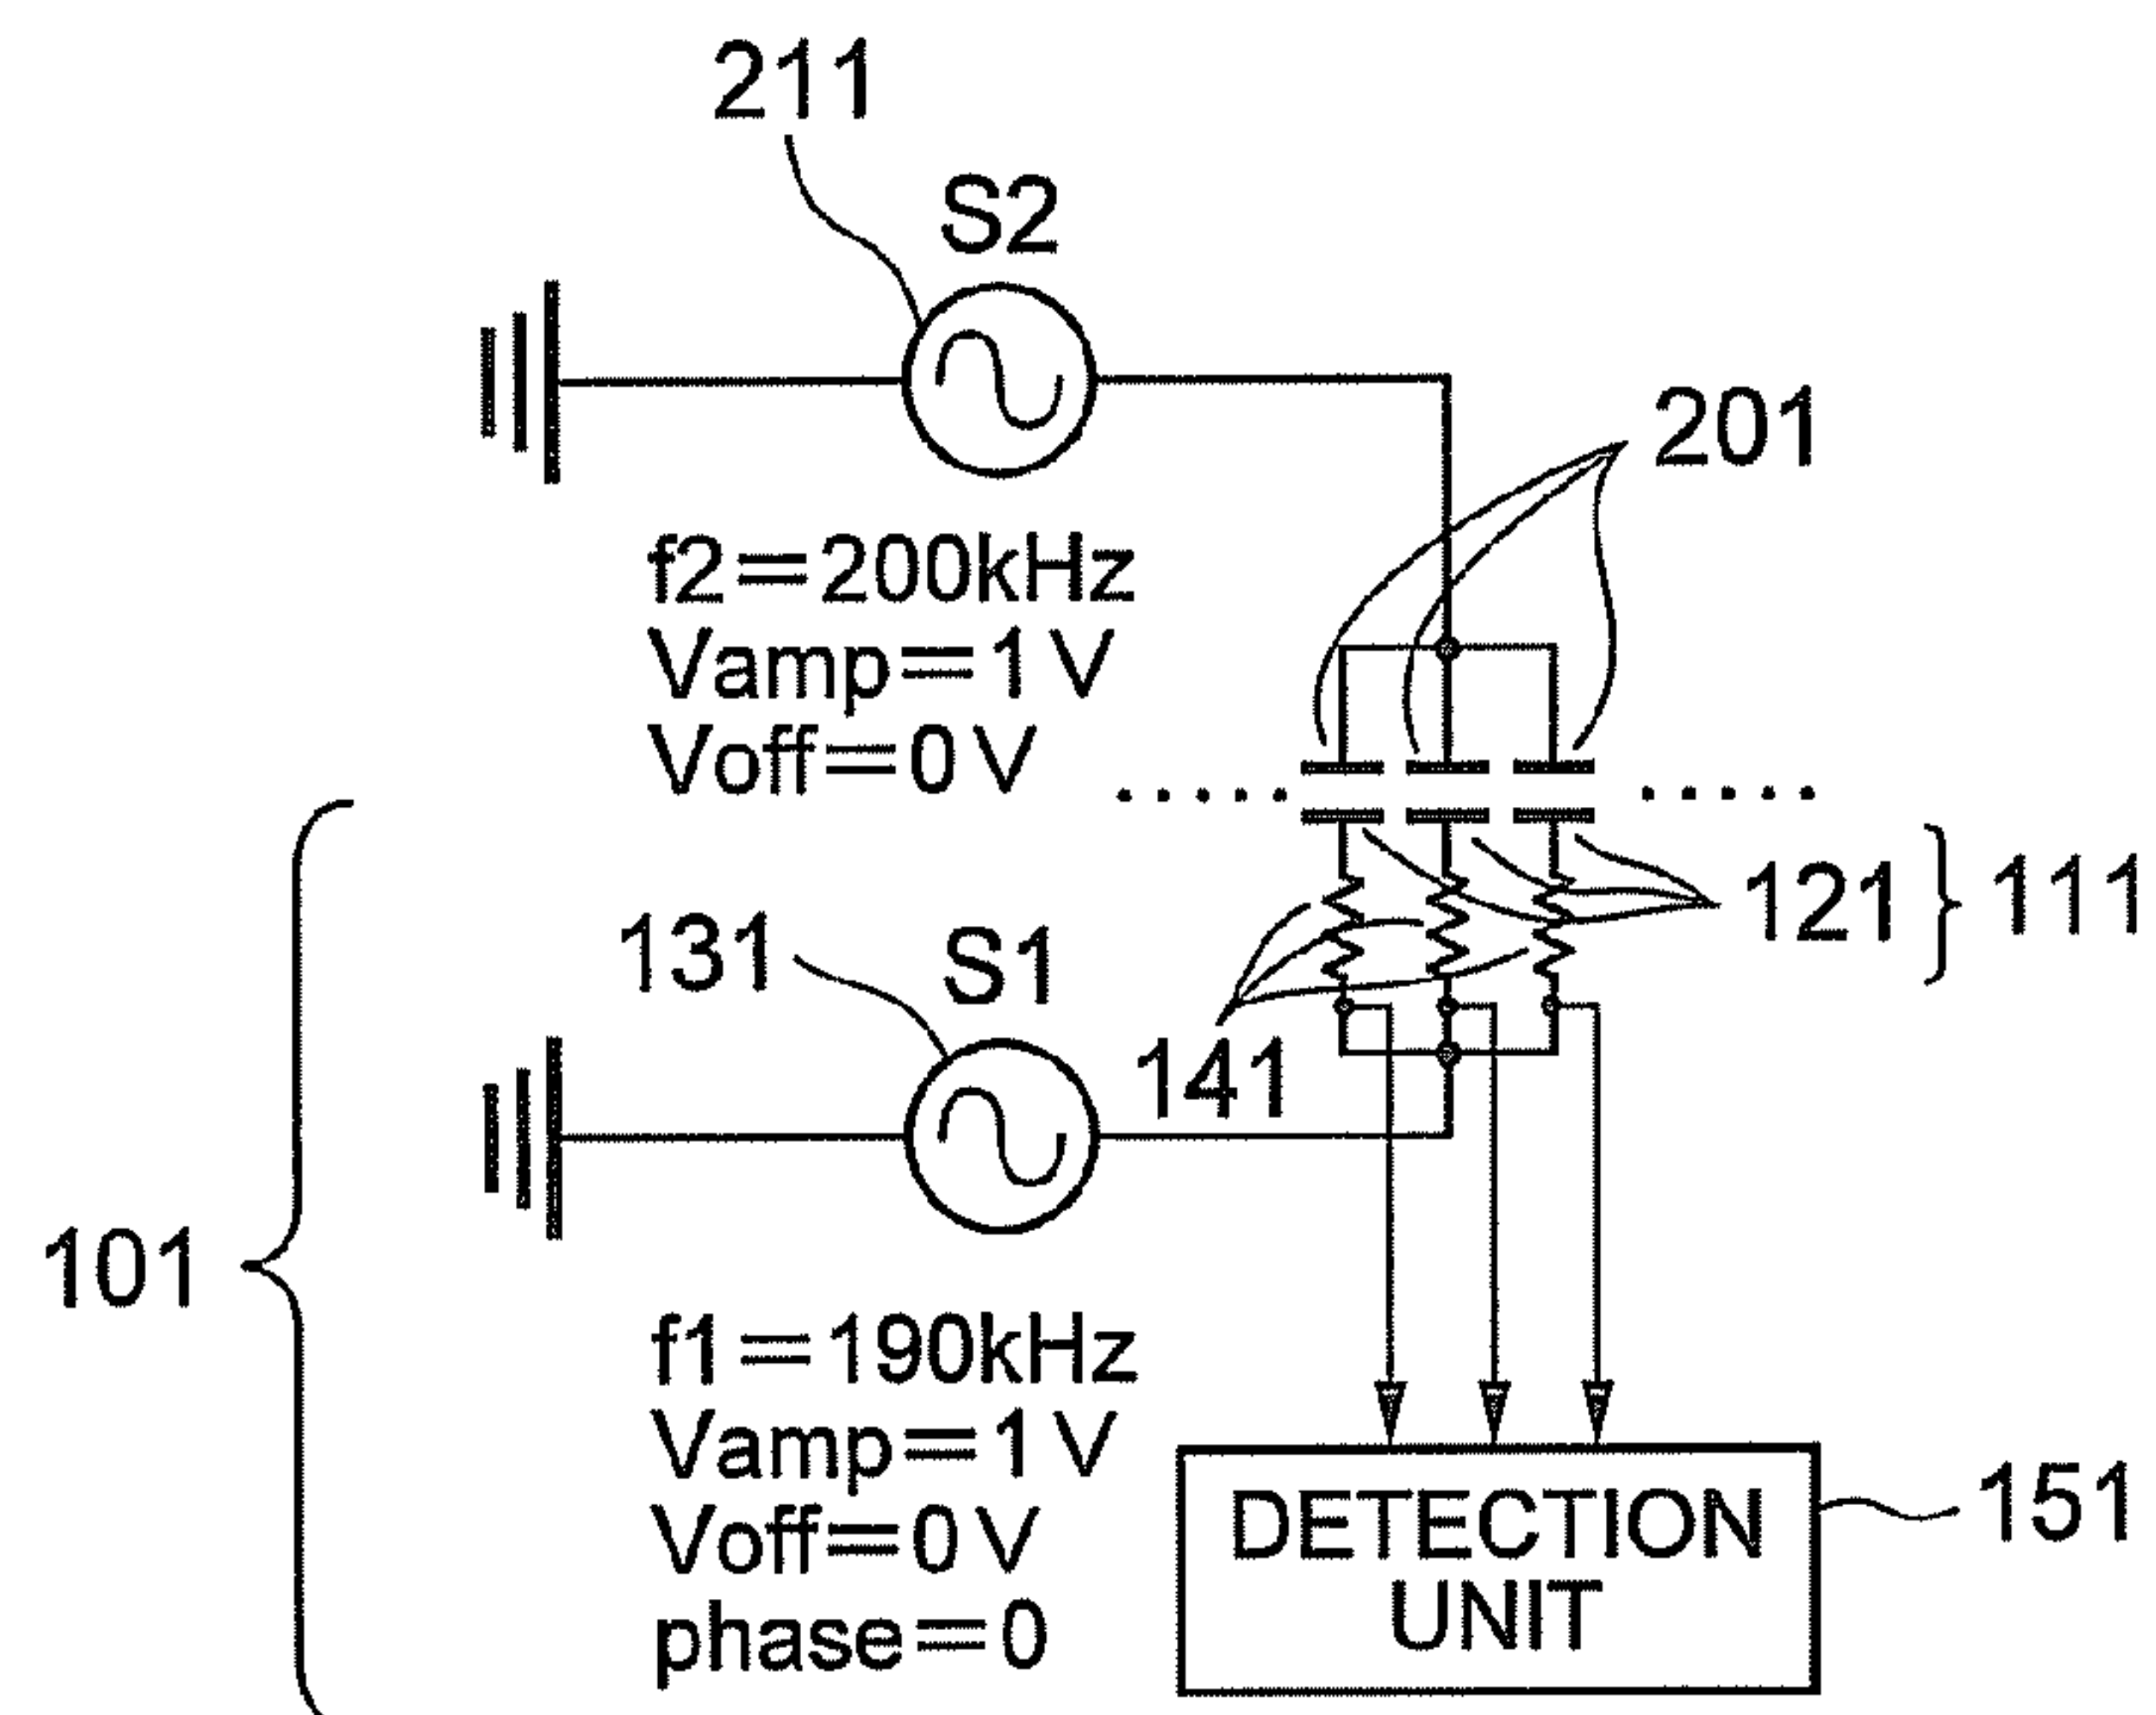 211
S2
201
f2=200kHz
Vamp=1V
Voff=0V
121
111
131
S1
141
101
f1=190kHz
Vamp=1V
Voff=0V
phase=0
DETECTION
UNIT
151